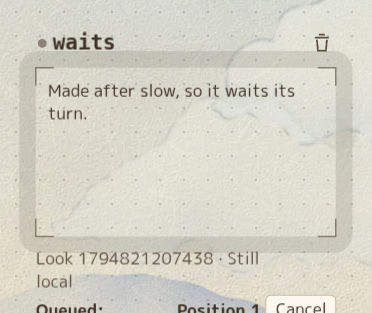 waits
Made after slow, so it waits its
turn.
Look 1794821207438 · Still
local
Queued: Position 1 Cancel